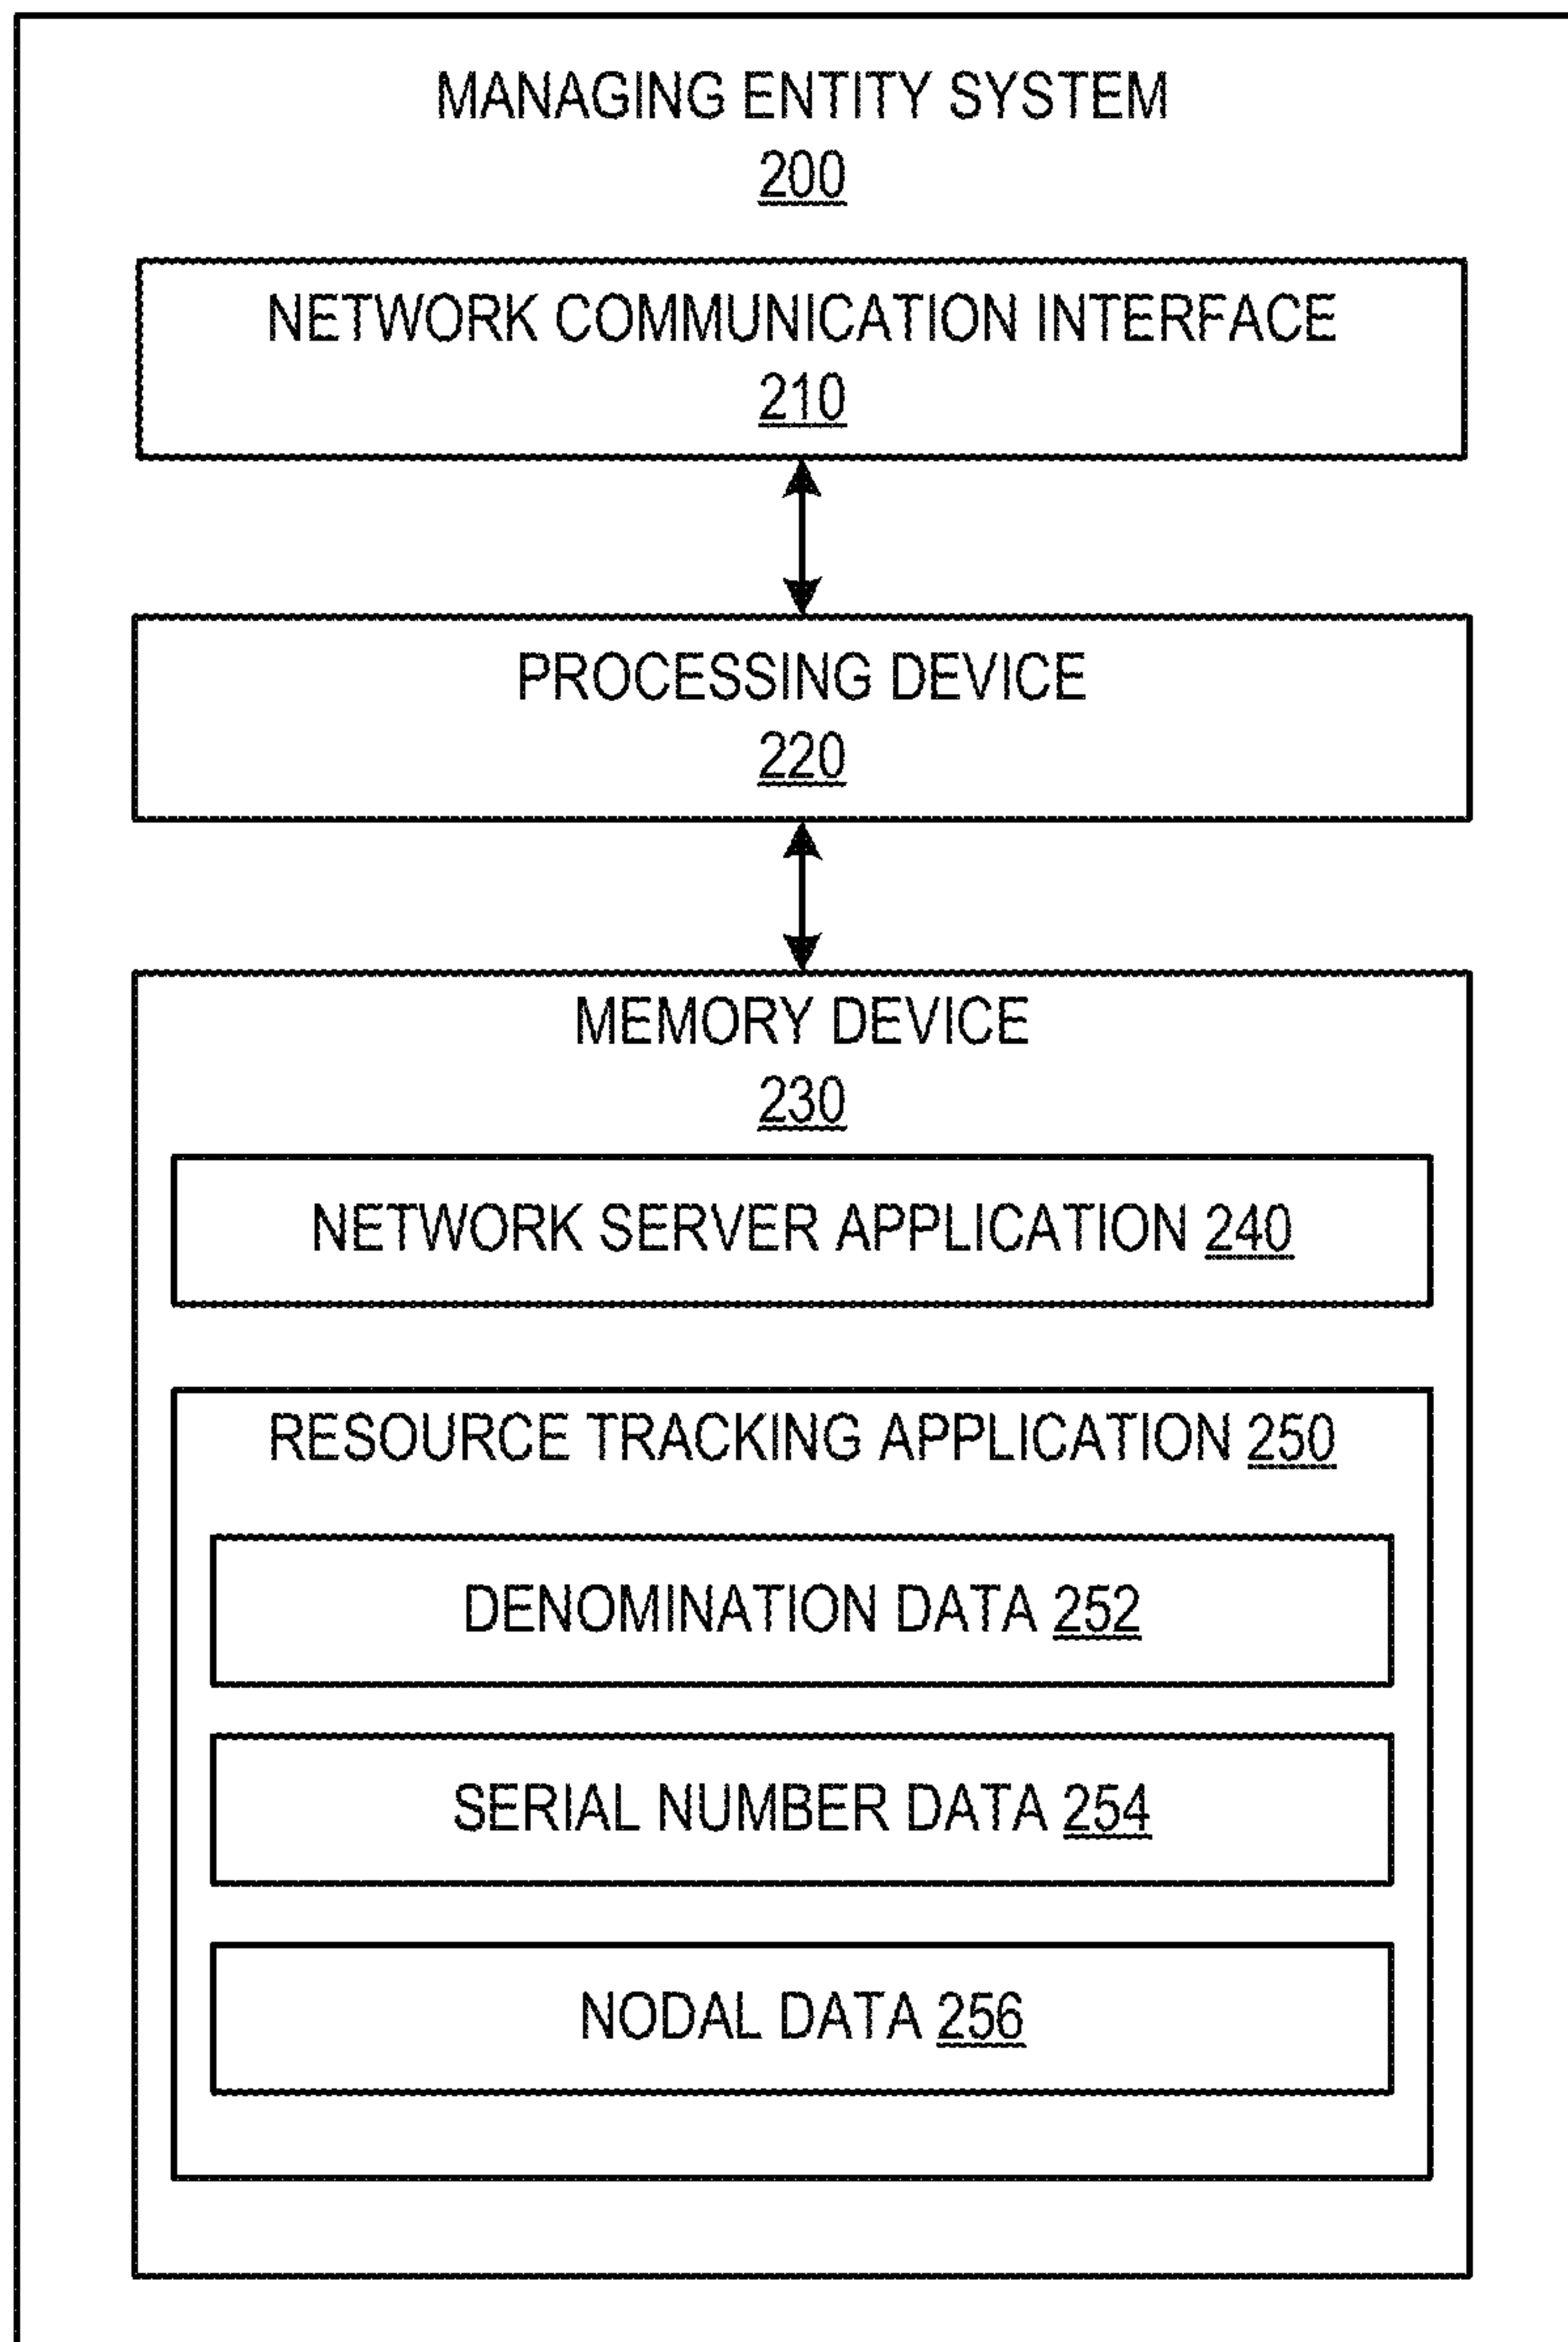 MANAGING ENTITY SYSTEM
200
NETWORK COMMUNICATION INTERFACE
210
PROCESSING DEVICE
220
MEMORY DEVICE
230
NETWORK SERVER APPLICATION 240
RESOURCE TRACKING APPLICATION 250
DENOMINATION DATA 252
SERIAL NUMBER DATA 254
NODAL DATA 256